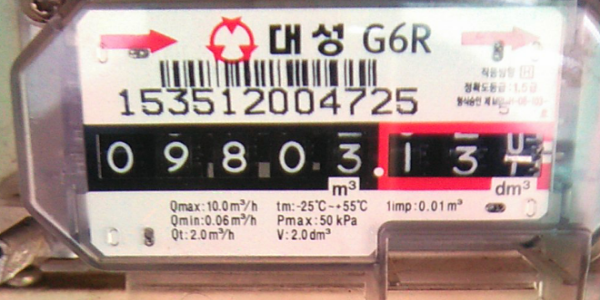 대성 G6R
153512004725
0 9 8 0 3 . 1 3
m³ dm³
Qmax: 10.0 m³/h tm: -25℃~+55℃ 1imp: 0.01 m³
Qmin: 0.06 m³/h Pmax: 50 kPa
Qt: 2.0 m³/h V: 2.0 dm³